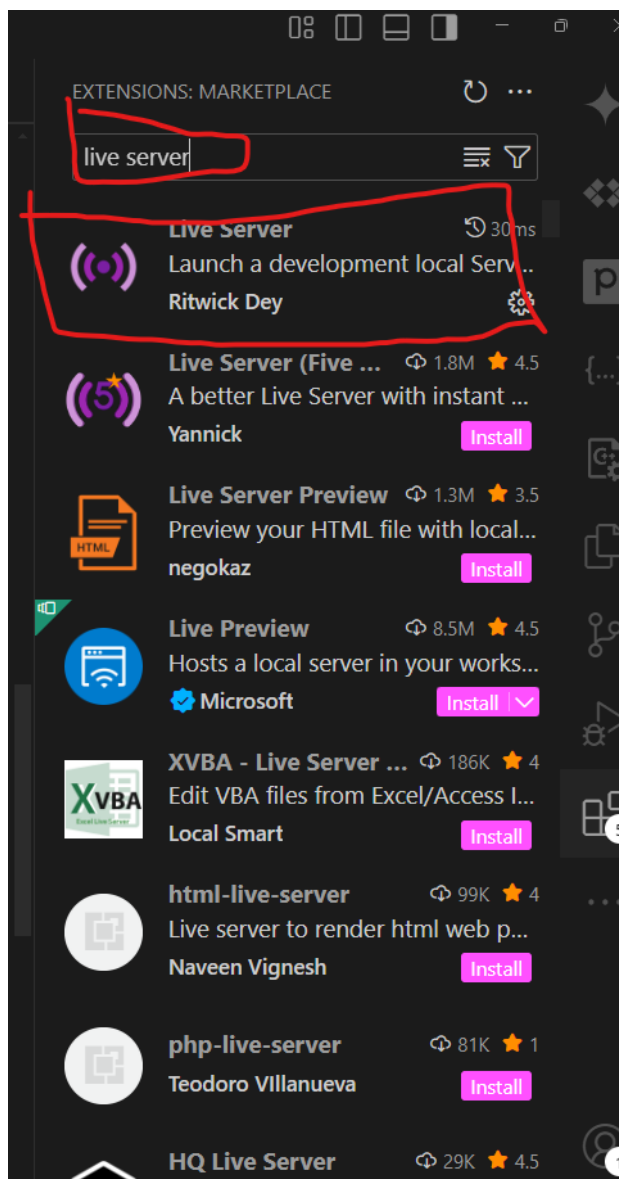 EXTENSIONS: MARKETPLACE
live server
Live Server 30ms
Launch a development local Serv...
Ritwick Dey
Live Server (Five ... 1.8M 4.5
A better Live Server with instant ...
Yannick Install
Live Server Preview 1.3M 3.5
Preview your HTML file with local...
HTML
negokaz Install
Live Preview 8.5M 4.5
Hosts a local server in your works...
Microsoft Install
XVBA - Live Server ... 186K 4
Edit VBA files from Excel/Access I...
XVBA
Excel Live Server
Local Smart Install
html-live-server 99K 4
Live server to render html web p...
Naveen Vignesh Install
php-live-server 81K 1
Teodoro VIllanueva Install
HQ Live Server 29K 4.5